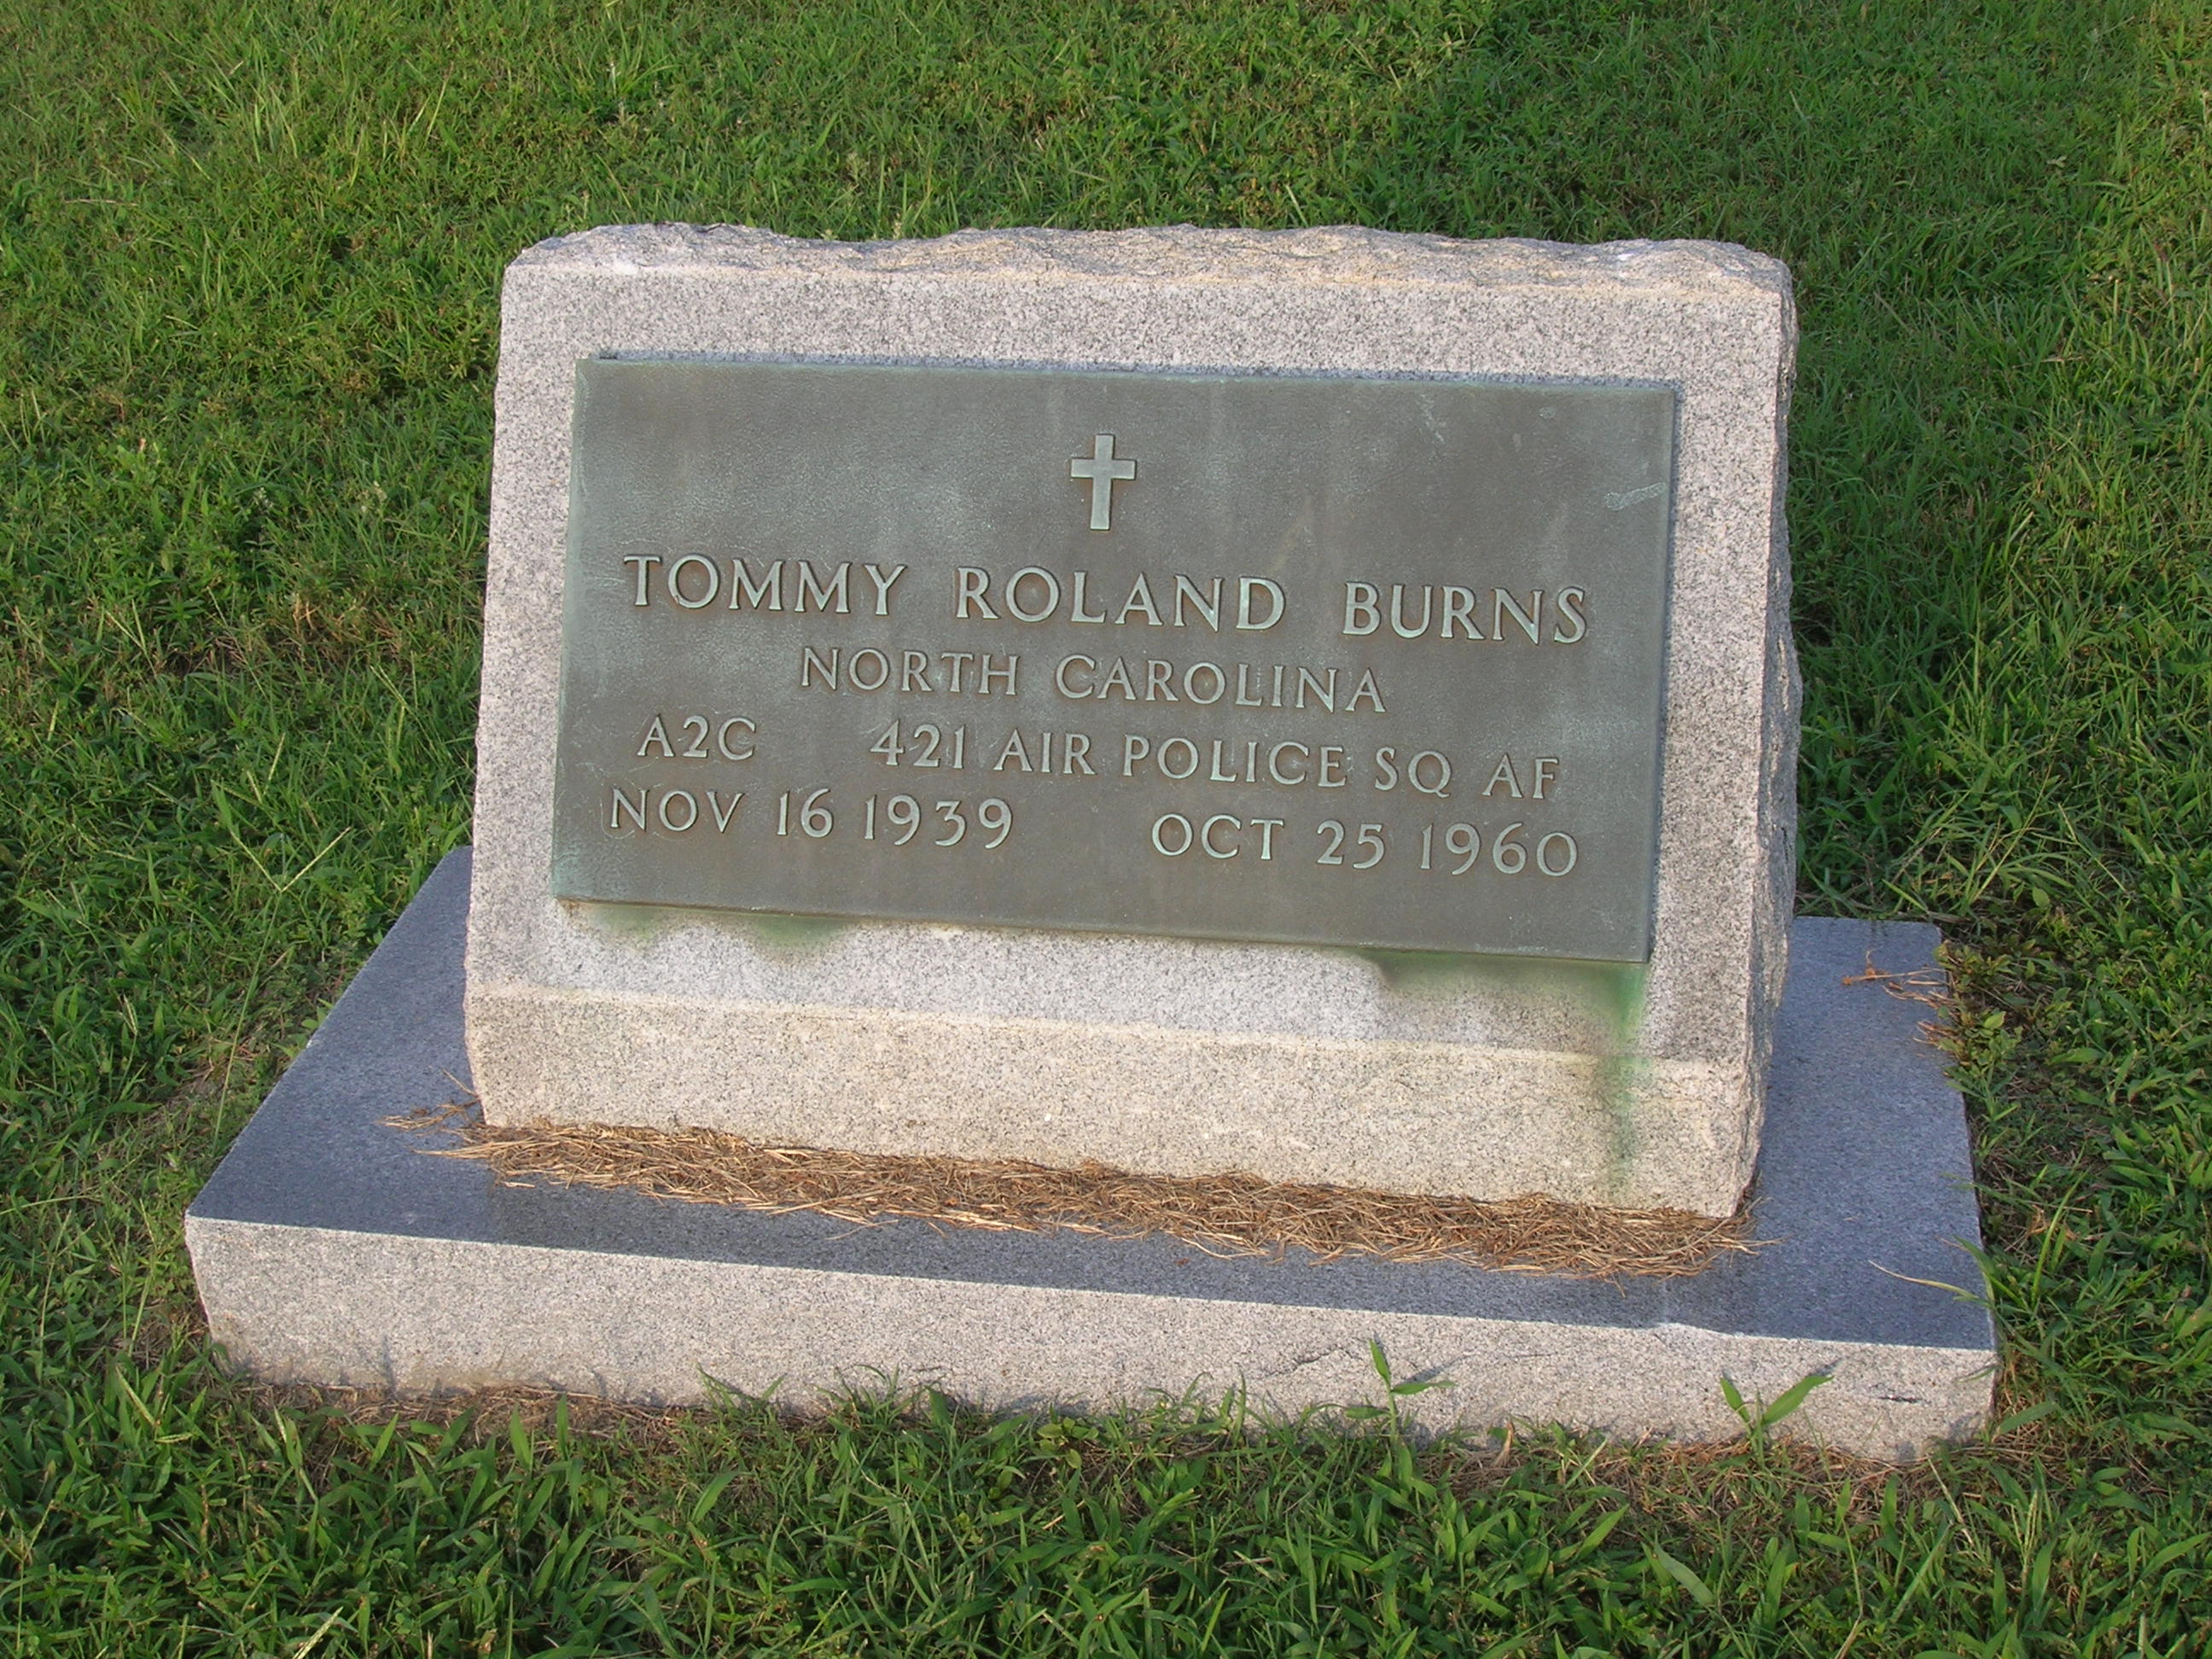 TOMMY ROLAND BURNS
NORTH CAROLINA
A2C 421 AIR POLICE SQ AF
NOV 16 1939 OCT 25 1960